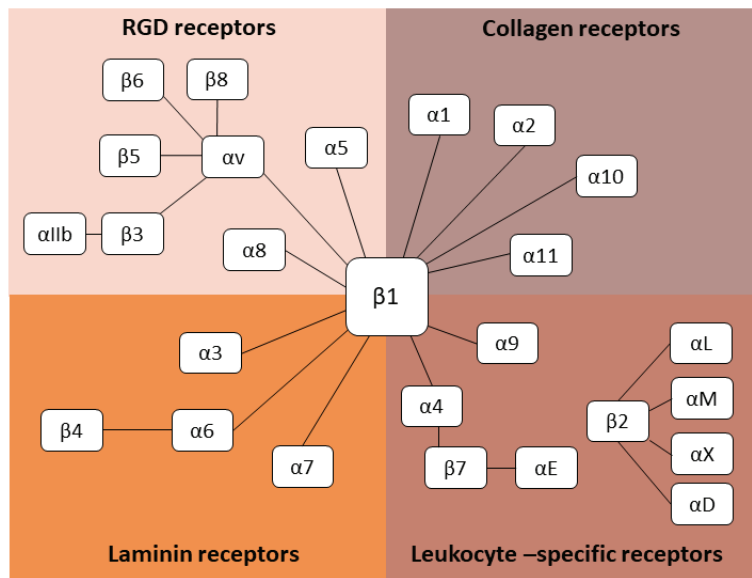 RGD receptors
Collagen receptors
β6
β8
β5
αv
α5
αIIb
β3
α8
α1
α2
α10
α11
β1
α3
β4
α6
α7
α9
α4
β7
αE
β2
αL
αM
αX
αD
Laminin receptors
Leukocyte –specific receptors